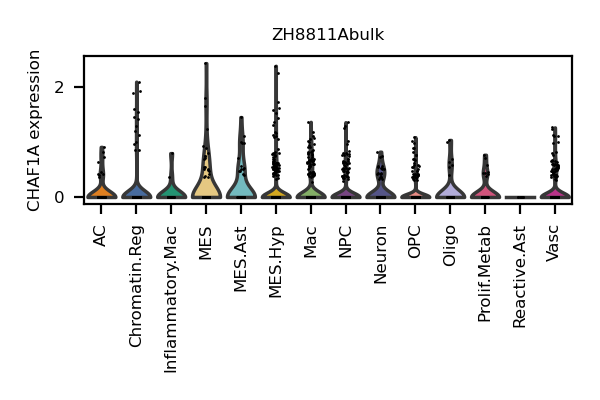 ZH8811Abulk
CHAF1A expression
2
0
AC
Chromatin.Reg
Inflammatory.Mac
MES
MES.Ast
MES.Hyp
Mac
NPC
Neuron
OPC
Oligo
Prolif.Metab
Reactive.Ast
Vasc